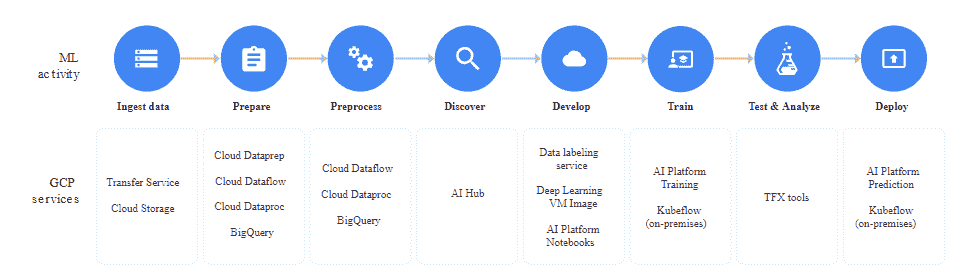 ML
activity
Ingest data
Prepare
Preprocess
Discover
Develop
Train
Test & Analyze
Deploy
GCP
services
Transfer Service
Cloud Storage
Cloud Dataprep
Cloud Dataflow
Cloud Dataproc
BigQuery
Cloud Dataflow
Cloud Dataproc
BigQuery
AI Hub
Data labeling
service
Deep Learning
VM Image
AI Platform
Notebooks
AI Platform
Training
Kubeflow
(on-premises)
TFX tools
AI Platform
Prediction
Kubeflow
(on-premises)